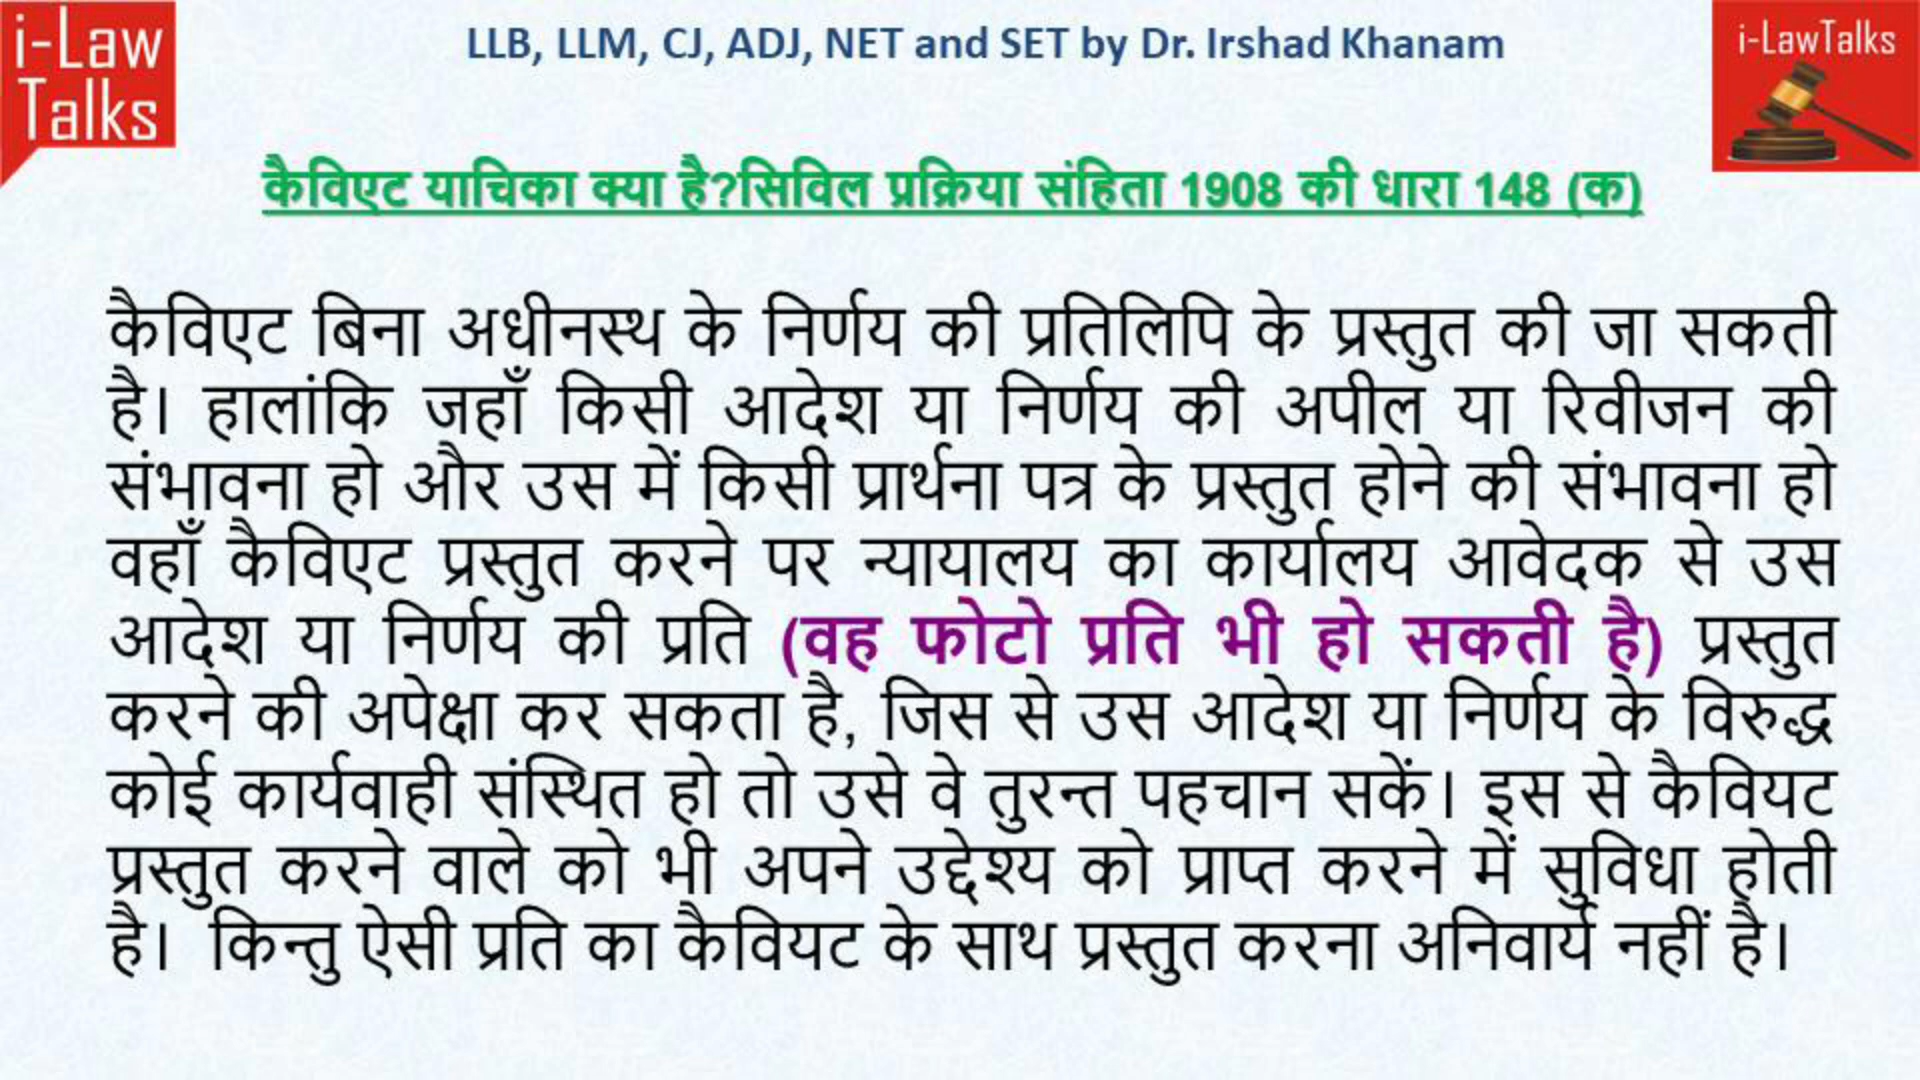 i-Law
Talks
LLB, LLM, CJ, ADJ, NET and SET by Dr. Irshad Khanam
i-LawTalks
कैविएट याचिका क्या है?सिविल प्रक्रिया संहिता 1908 की धारा 148 (क)
कैविएट बिना अधीनस्थ के निर्णय की प्रतिलिपि के प्रस्तुत की जा सकती
है। हालांकि जहाँ किसी आदेश या निर्णय की अपील या रिवीजन की
संभावना हो और उस में किसी प्रार्थना पत्र के प्रस्तुत होने की संभावना हो
वहाँ कैविएट प्रस्तुत करने पर न्यायालय का कार्यालय आवेदक से उस
आदेश या निर्णय की प्रति (वह फोटो प्रति भी हो सकती है) प्रस्तुत
करने की अपेक्षा कर सकता है, जिस से उस आदेश या निर्णय के विरुद्ध
कोई कार्यवाही संस्थित हो तो उसे वे तुरन्त पहचान सकें। इस से कैवियट
प्रस्तुत करने वाले को भी अपने उद्देश्य को प्राप्त करने में सुविधा होती
है। किन्तु ऐसी प्रति का कैवियट के साथ प्रस्तुत करना अनिवार्य नहीं है।